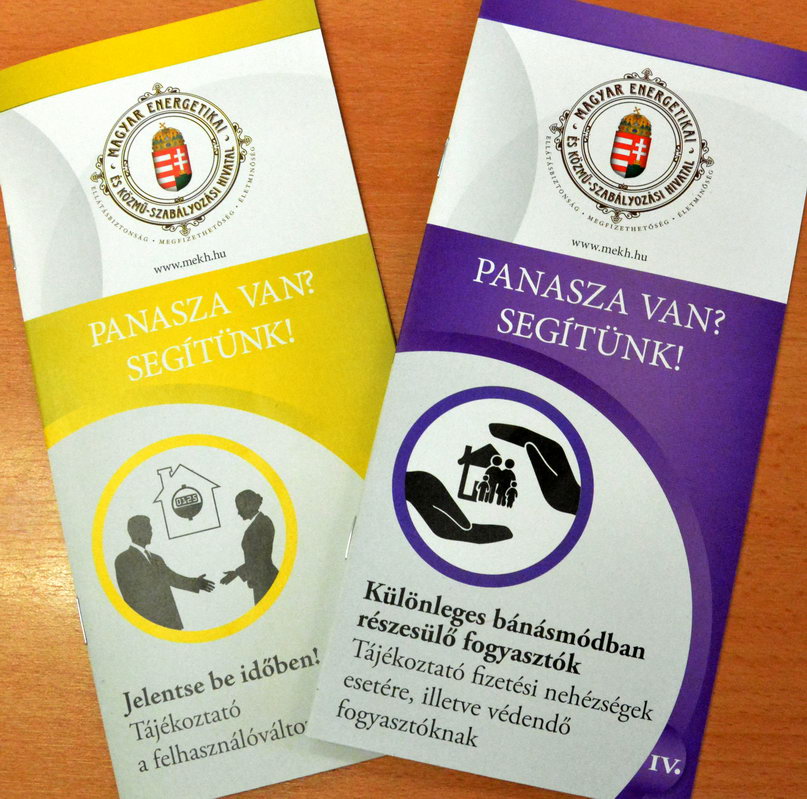 MAGYAR ENERGETIKAI
ÉS KÖZMŰ-SZABÁLYOZÁSI HIVATAL
ELLÁTÁSBIZTONSÁG • MEGFIZETHETŐSÉG • ÉLETMINŐSÉG
www.mekh.hu
PANASZA VAN?
SEGÍTÜNK!
0325
Jelentse be időben!
Tájékoztató
a felhasználóválto
MAGYAR ENERGETIKAI
ÉS KÖZMŰ-SZABÁLYOZÁSI HIVATAL
ELLÁTÁSBIZTONSÁG • MEGFIZETHETŐSÉG • ÉLETMINŐSÉG
www.mekh.hu
PANASZA VAN?
SEGÍTÜNK!
Különleges bánásmódban
részesülő fogyasztók
Tájékoztató fizetési nehézségek
esetére, illetve védendő
fogyasztóknak
IV.